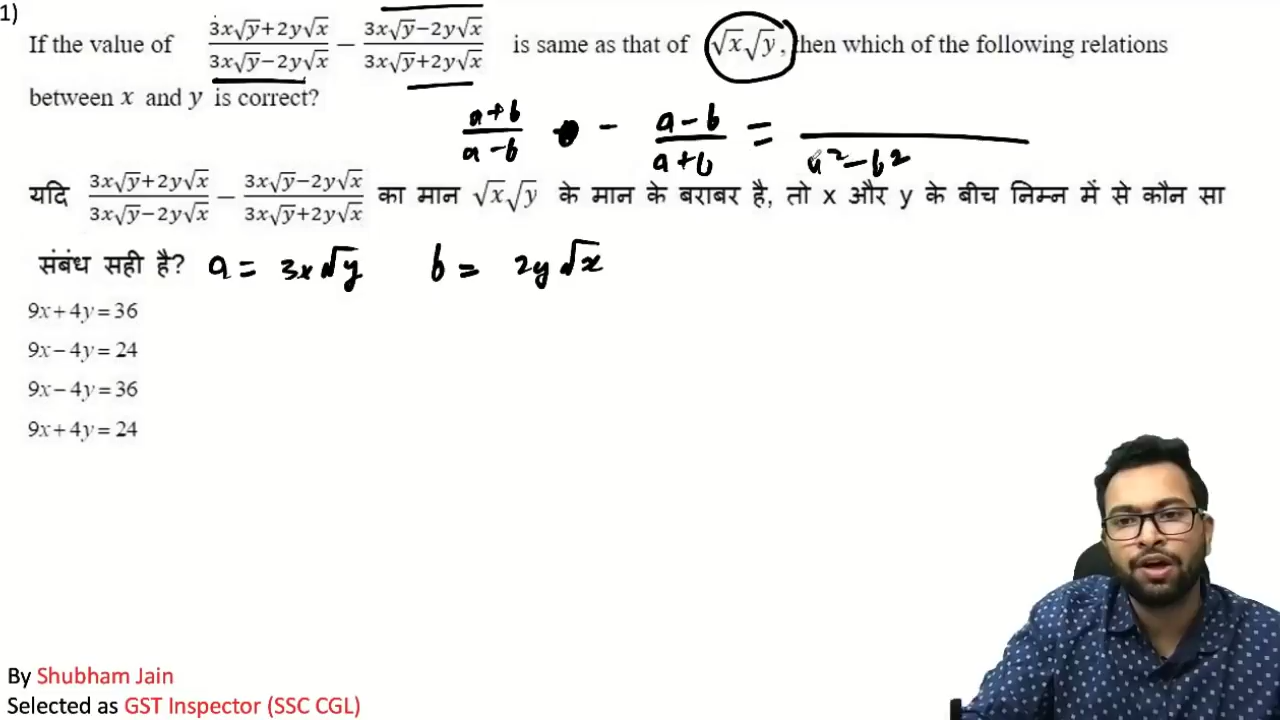 1)
If the value of (3x√y+2y√x)/(3x√y−2y√x) − (3x√y−2y√x)/(3x√y+2y√x) is same as that of √x√y, then which of the following relations
between x and y is correct?
(a+b)/(a−b) − (a−b)/(a+b) = /(a²−b²)
यदि (3x√y+2y√x)/(3x√y−2y√x) − (3x√y−2y√x)/(3x√y+2y√x) का मान √x√y के मान के बराबर है, तो x और y के बीच निम्न में से कौन सा
संबंध सही है? a = 3x√y b = 2y√x
9x+4y=36
9x−4y=24
9x−4y=36
9x+4y=24
By Shubham Jain
Selected as GST Inspector (SSC CGL)